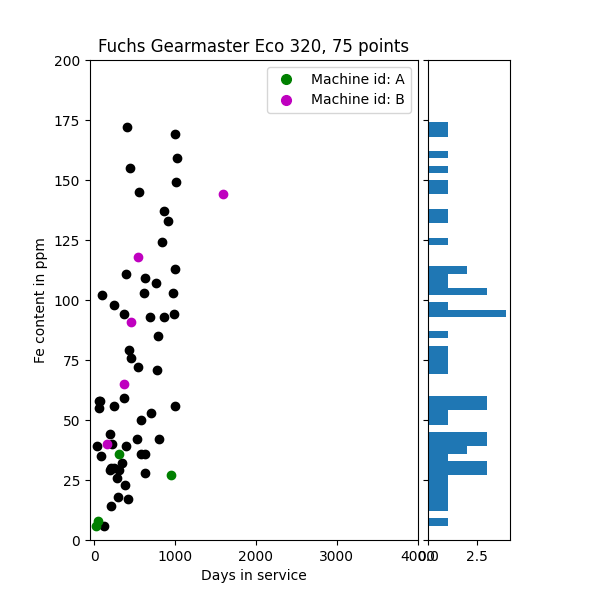 Fuchs Gearmaster Eco 320, 75 points
Machine id: A
Machine id: B
200
175
150
125
100
75
50
25
0
Fe content in ppm
0 1000 2000 3000 4000
0.0 2.5
Days in service